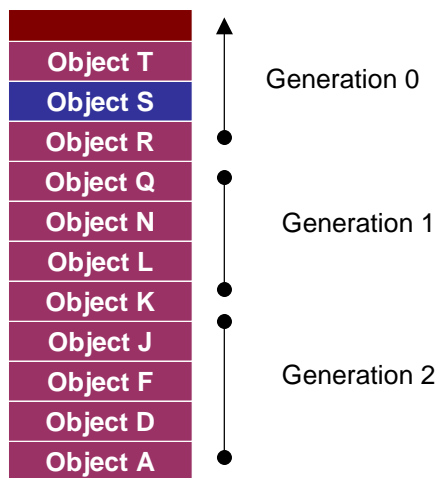 Object T
Generation 0
Object S
Object R
Object Q
Object N
Generation 1
Object L
Object K
Object J
Object F
Generation 2
Object D
Object A